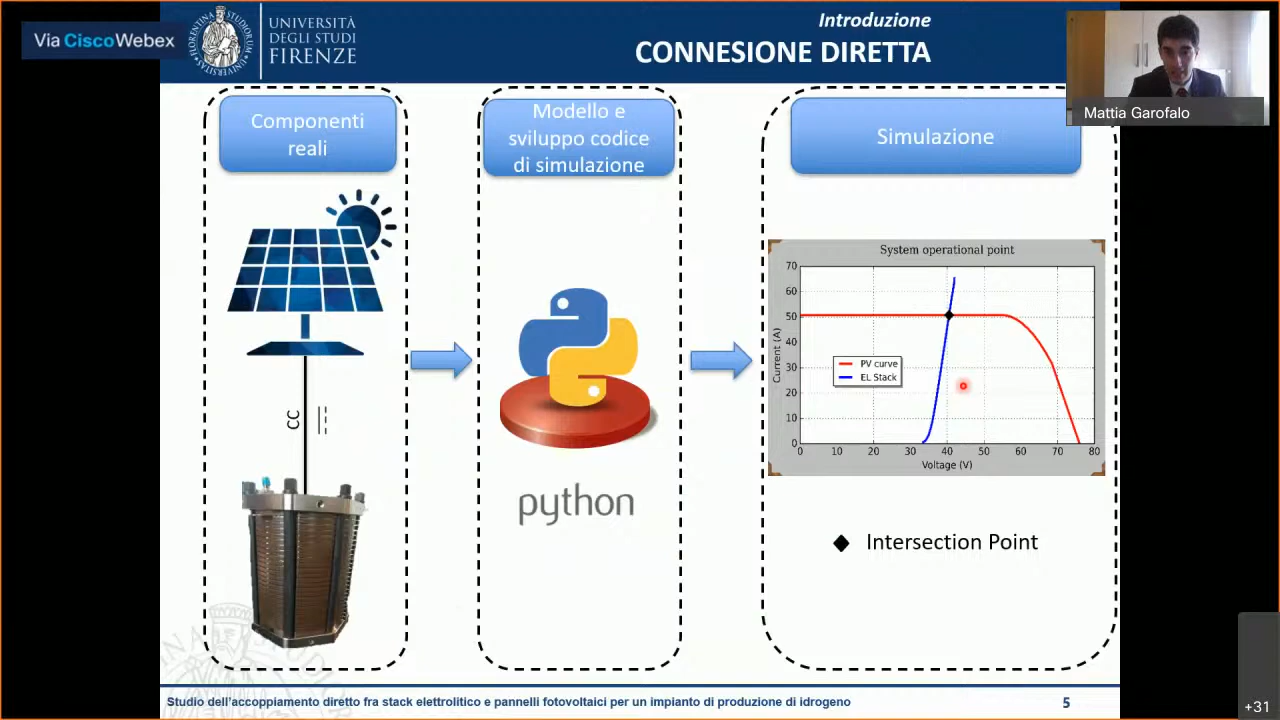 Via Cisco Webex
UNIVERSITÀ
DEGLI STUDI
FIRENZE
Introduzione
CONNESIONE DIRETTA
Mattia Garofalo
Componenti
reali
Modello e
sviluppo codice
di simulazione
Simulazione
CC
python
System operational point
70
60
50
40
30
20
10
0
Current (A)
PV curve
EL Stack
0 10 20 30 40 50 60 70 80
Voltage (V)
Intersection Point
Studio dell'accoppiamento diretto fra stack elettrolitico e pannelli fotovoltaici per un impianto di produzione di idrogeno
5
+31